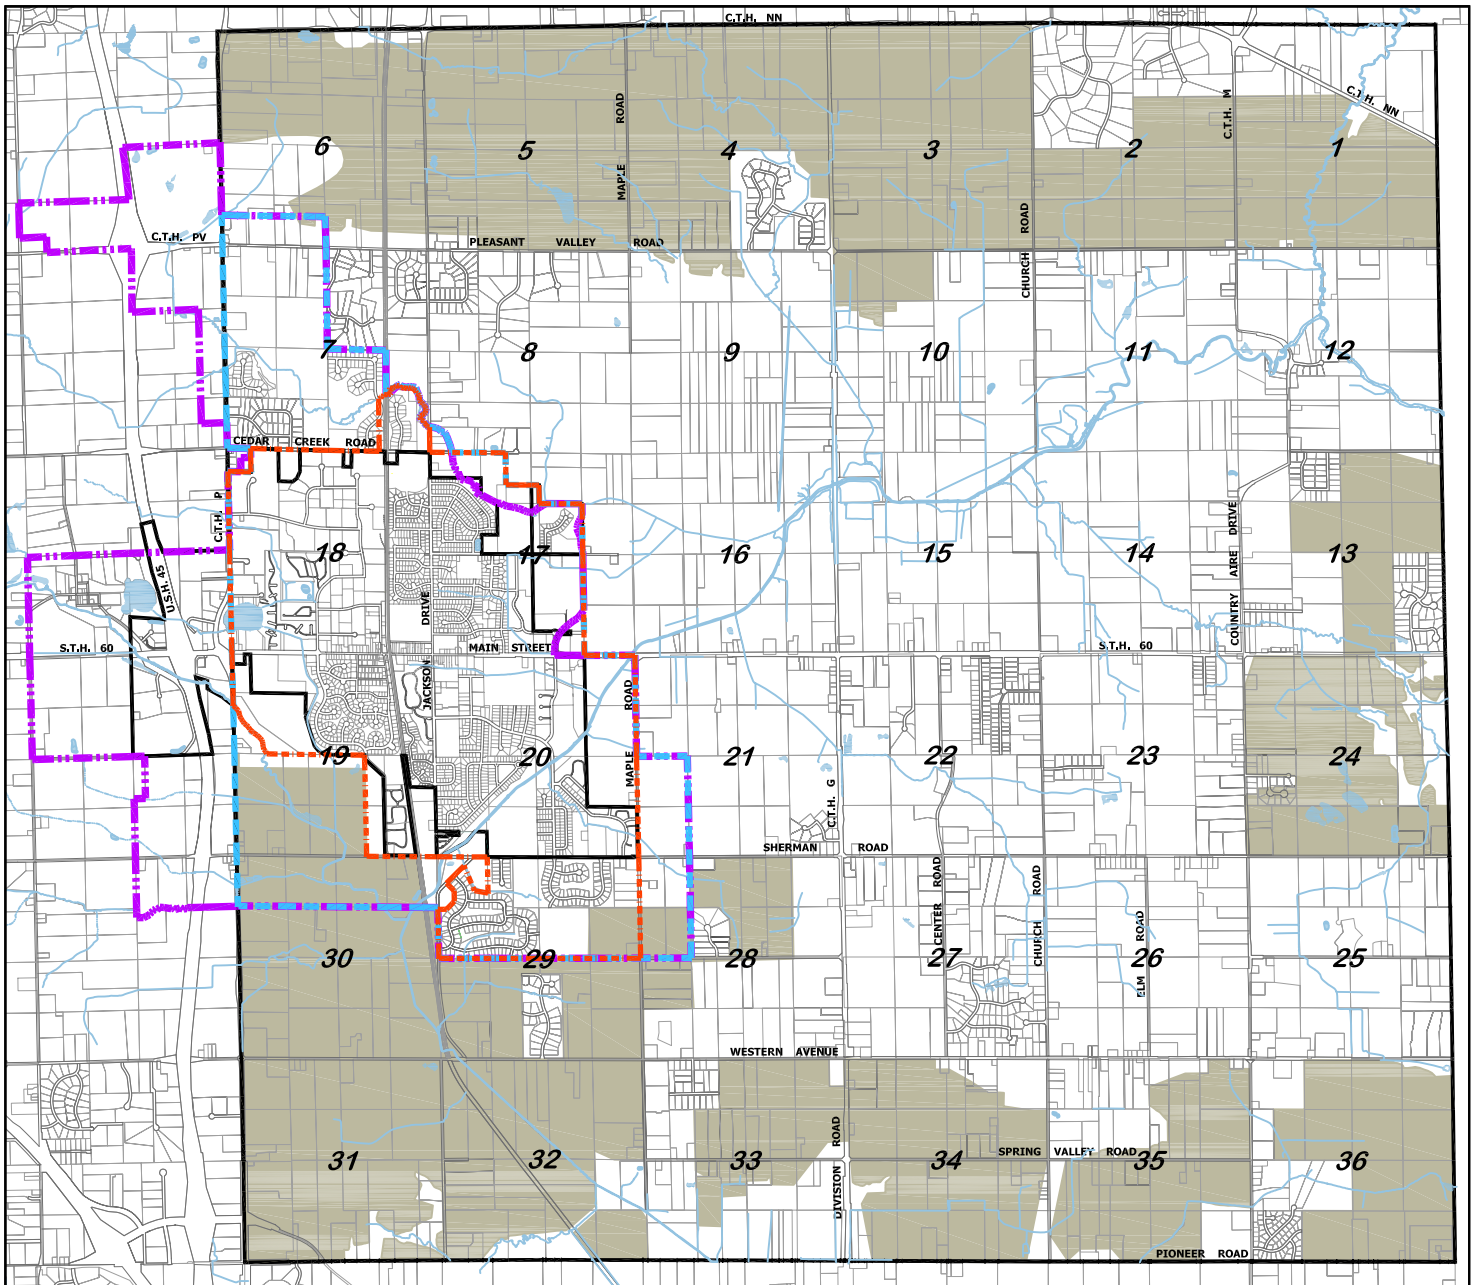 C.T.H. NN
C.T.H. NN
C.T.H. M
MAPLE ROAD
6
5
4
3
2
1
C.T.H. PV
PLEASANT VALLEY ROAD
CHURCH ROAD
7
8
9
10
11
12
CEDAR CREEK ROAD
C.T.H. P
U.S.H. 45
18
17
16
15
14
13
COUNTRY AIRE DRIVE
JACKSON DRIVE
S.T.H. 60
MAIN STREET
S.T.H. 60
MAPLE ROAD
19
20
21
22
23
24
C.T.H. G
SHERMAN ROAD
CENTER ROAD
CHURCH ROAD
ELM ROAD
30
29
28
27
26
25
WESTERN AVENUE
DIVISION ROAD
SPRING VALLEY ROAD
31
32
33
34
35
36
PIONEER ROAD